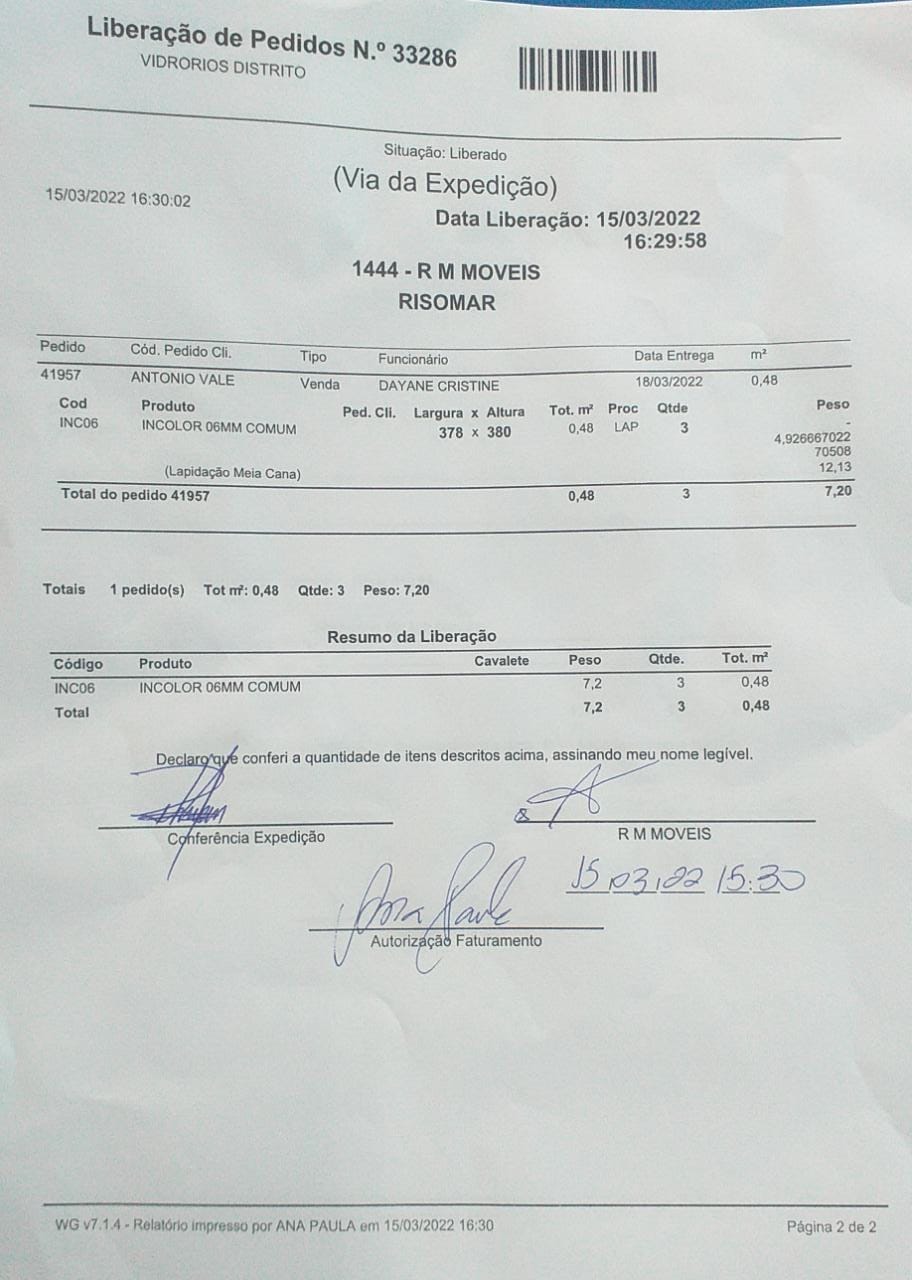 Liberação de Pedidos N.º 33286
VIDRORIOS DISTRITO
Situação: Liberado
(Via da Expedição)
15/03/2022 16:30:02
Data Liberação: 15/03/2022
16:29:58
1444 - R M MOVEIS
RISOMAR
Pedido Cód. Pedido Cli. Tipo Funcionário Data Entrega m²
41957 ANTONIO VALE Venda DAYANE CRISTINE 18/03/2022 0,48
Cod Produto Ped. Cli. Largura x Altura Tot. m² Proc Qtde Peso
INC06 INCOLOR 06MM COMUM 378 x 380 0,48 LAP 3 -
4,926667022
70508
(Lapidação Meia Cana) 12,13
Total do pedido 41957 0,48 3 7,20
Totais 1 pedido(s) Tot m²: 0,48 Qtde: 3 Peso: 7,20
Resumo da Liberação
Código Produto Cavalete Peso Qtde. Tot. m²
INC06 INCOLOR 06MM COMUM 7,2 3 0,48
Total 7,2 3 0,48
Declaro que conferi a quantidade de itens descritos acima, assinando meu nome legível.
Conferência Expedição R M MOVEIS
15/03/22 15:30
Ana Paula
Autorização Faturamento
WG v7.1.4 - Relatório impresso por ANA PAULA em 15/03/2022 16:30 Página 2 de 2